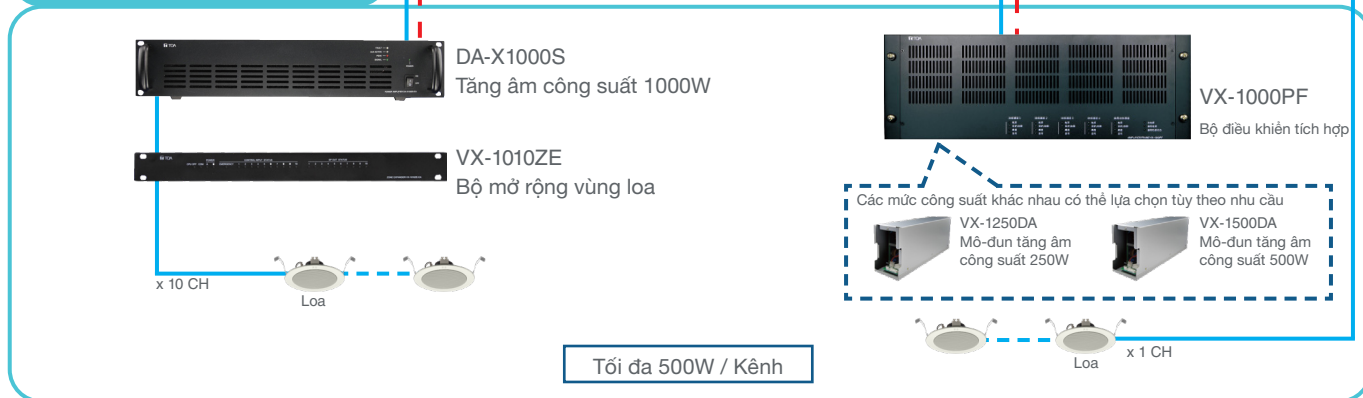 TOA
DA-X1000S
Tăng âm công suất 1000W
TOA
VX-1010ZE
Bộ mở rộng vùng loa
x 10 CH
Loa
TOA
VX-1000PF
Bộ điều khiển tích hợp
Các mức công suất khác nhau có thể lựa chọn tùy theo nhu cầu
VX-1250DA
Mô-đun tăng âm
công suất 250W
VX-1500DA
Mô-đun tăng âm
công suất 500W
Loa
x 1 CH
Tối đa 500W / Kênh